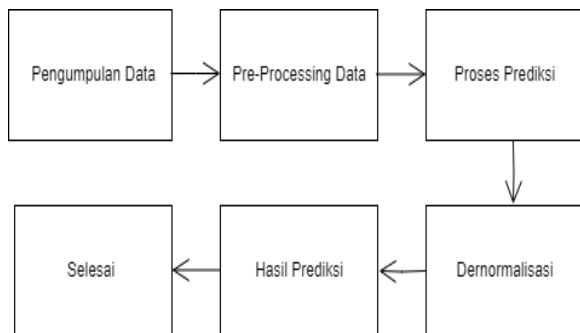 Pengumpulan Data
Pre-Processing Data
Proses Prediksi
Dernormalisasi
Hasil Prediksi
Selesai